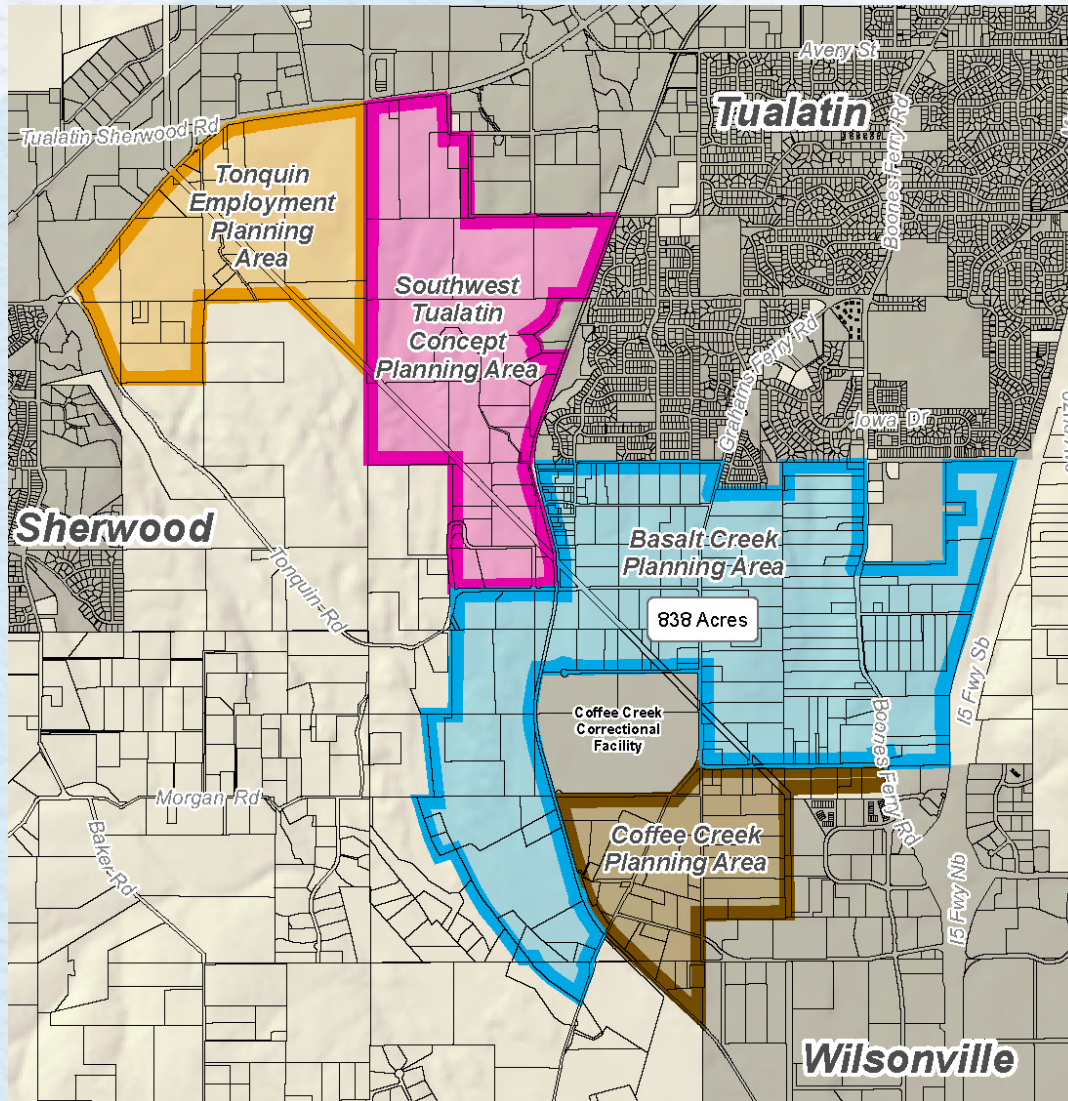 Avery St
Tualatin
Boones Ferry Rd
Tualatin Sherwood Rd
Tonquin
Employment
Planning
Area
Southwest
Tualatin
Concept
Planning Area
Grahams Ferry Rd
Iowa Dr
Sherwood
Tonquin Rd
Basalt Creek
Planning Area
838 Acres
I5 Fwy Sb
Coffee Creek
Correctional
Facility
Boones Ferry Rd
Morgan Rd
Baker Rd
Coffee Creek
Planning Area
I5 Fwy Nb
Wilsonville